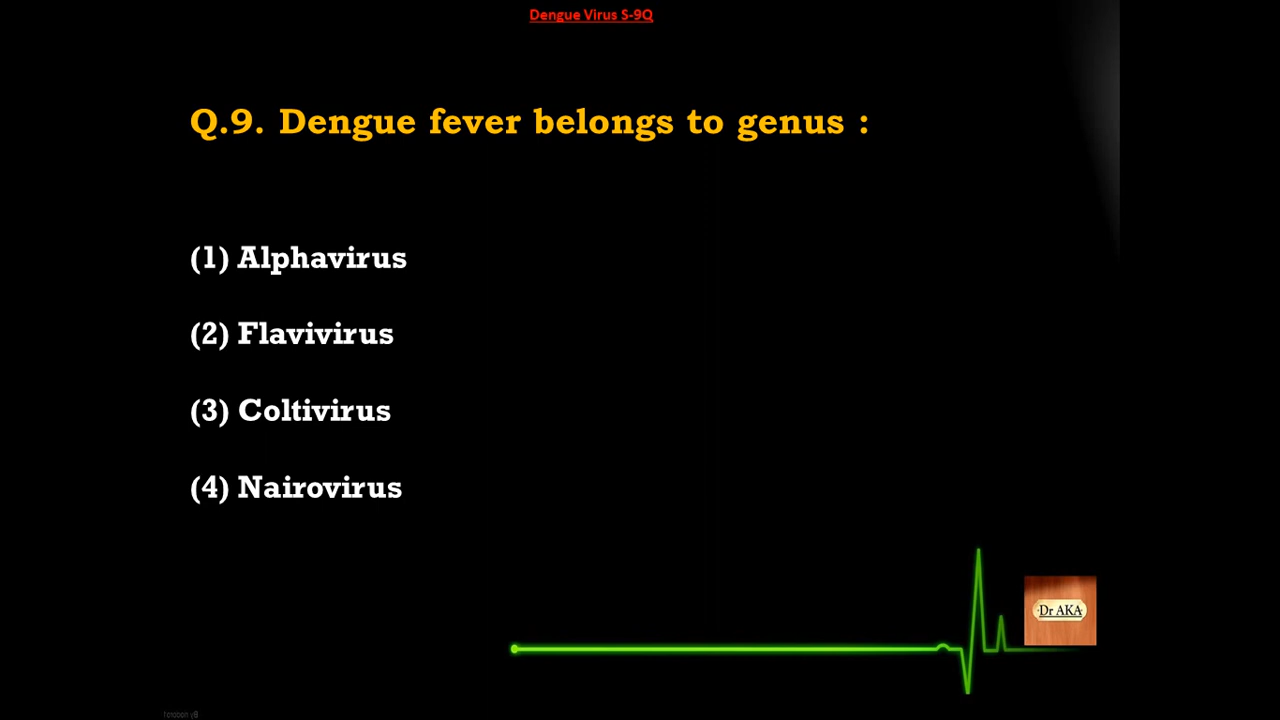 Dengue Virus S-9Q
Q.9. Dengue fever belongs to genus :
(1) Alphavirus
(2) Flavivirus
(3) Coltivirus
(4) Nairovirus
Dr AKA